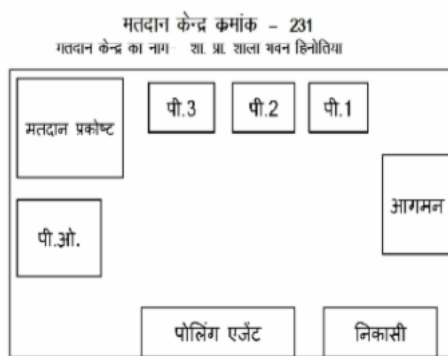 मतदान केन्द्र क्रमांक - 231
मतदान केन्द्र का नाम शा. प्रा. शाला भवन हिनोतिया
मतदान प्रकोष्ट
पी.3
पी.2
पी.1
आगमन
पी.ओ.
पोलिंग एजेंट
निकासी